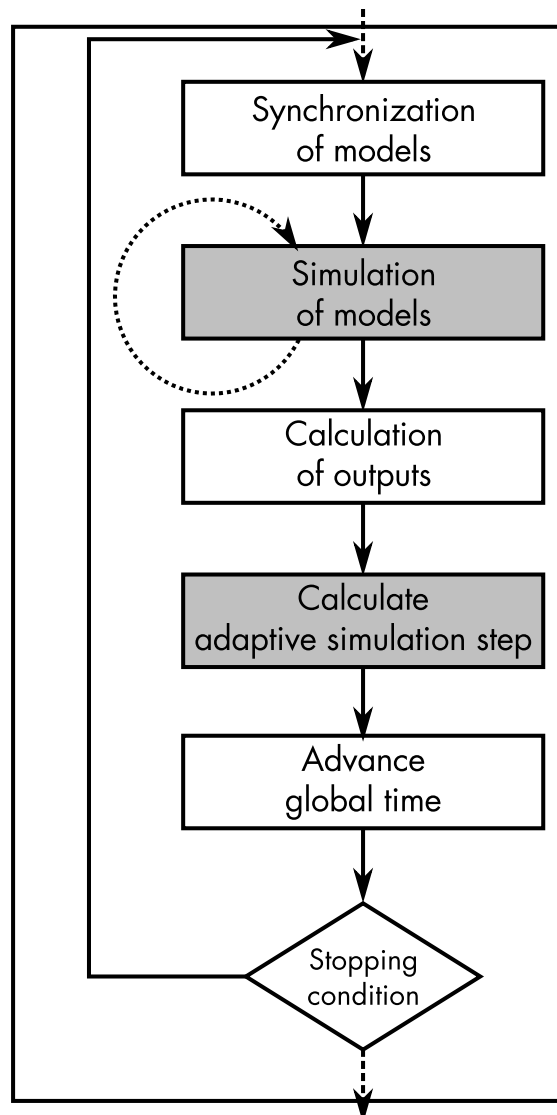 Synchronization
of models
Simulation
of models
Calculation
of outputs
Calculate
adaptive simulation step
Advance
global time
Stopping
condition